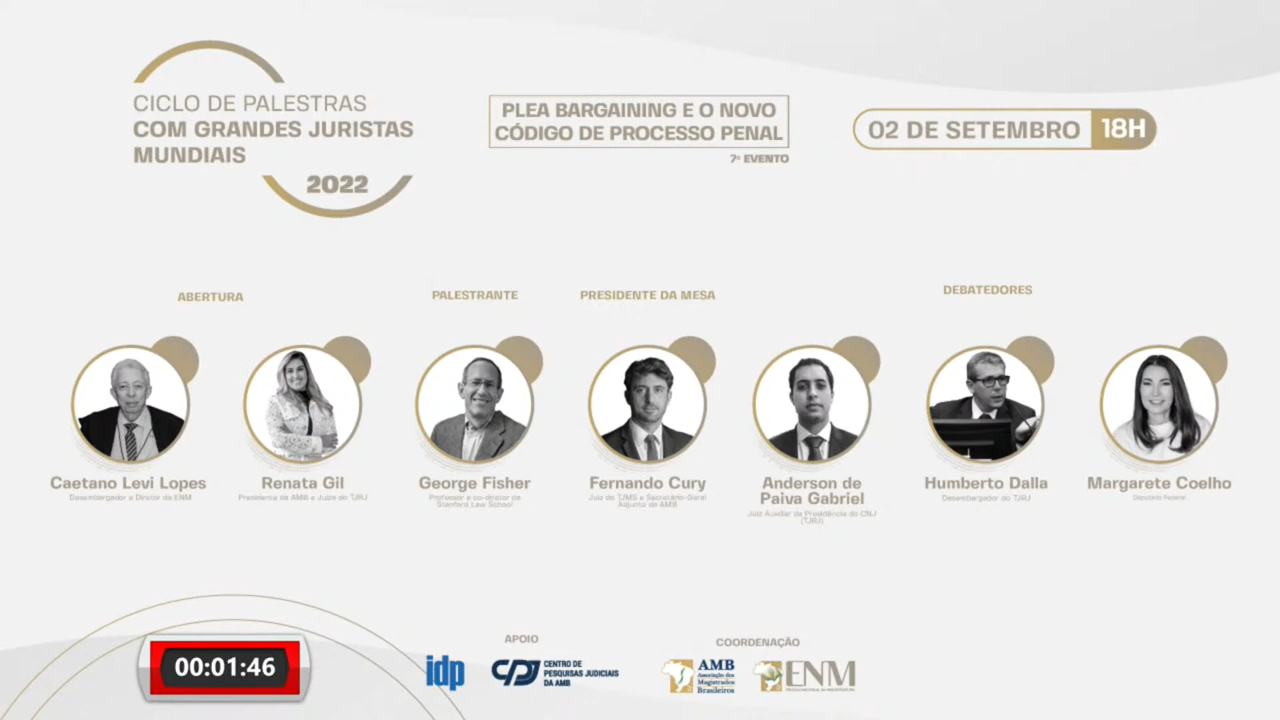 CICLO DE PALESTRAS
COM GRANDES JURISTAS
MUNDIAIS
2022
PLEA BARGAINING E O NOVO
CÓDIGO DE PROCESSO PENAL
7º EVENTO
02 DE SETEMBRO 18H
ABERTURA
PALESTRANTE
PRESIDENTE DA MESA
DEBATEDORES
Caetano Levi Lopes
Desembargador e Diretor da ENM
Renata Gil
Presidente da AMB e Juíza do TJRJ
George Fisher
Professor e co-diretor da
Stanford Law School
Fernando Cury
Juiz do TJMS e Secretário-Geral
Adjunto da AMB
Anderson de
Paiva Gabriel
Juiz Auxiliar da Presidência do CNJ
(TJRJ)
Humberto Dalla
Desembargador do TJRJ
Margarete Coelho
Deputada Federal
00:01:46
APOIO
idp
CPJ
CENTRO DE
PESQUISAS JUDICIAIS
DA AMB
COORDENAÇÃO
AMB
Associação dos
Magistrados
Brasileiros
ENM
ESCOLA NACIONAL DA MAGISTRATURA